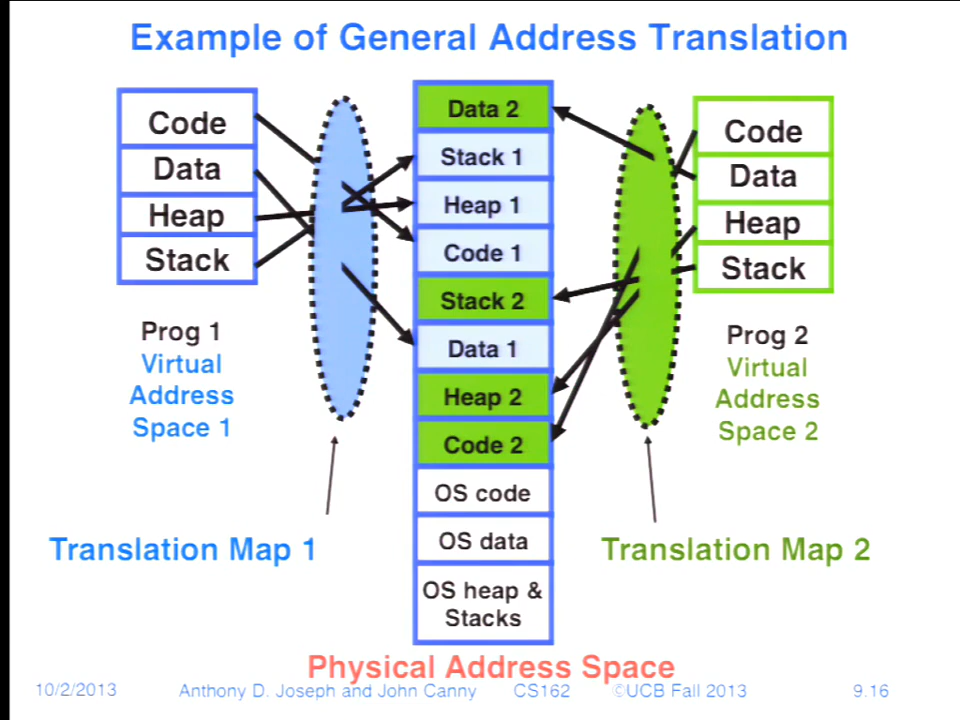 Example of General Address Translation
Code
Data
Heap
Stack
Prog 1
Virtual
Address
Space 1
Translation Map 1
Data 2
Stack 1
Heap 1
Code 1
Stack 2
Data 1
Heap 2
Code 2
OS code
OS data
OS heap &
Stacks
Code
Data
Heap
Stack
Prog 2
Virtual
Address
Space 2
Translation Map 2
Physical Address Space
10/2/2013 Anthony D. Joseph and John Canny CS162 ©UCB Fall 2013 9.16